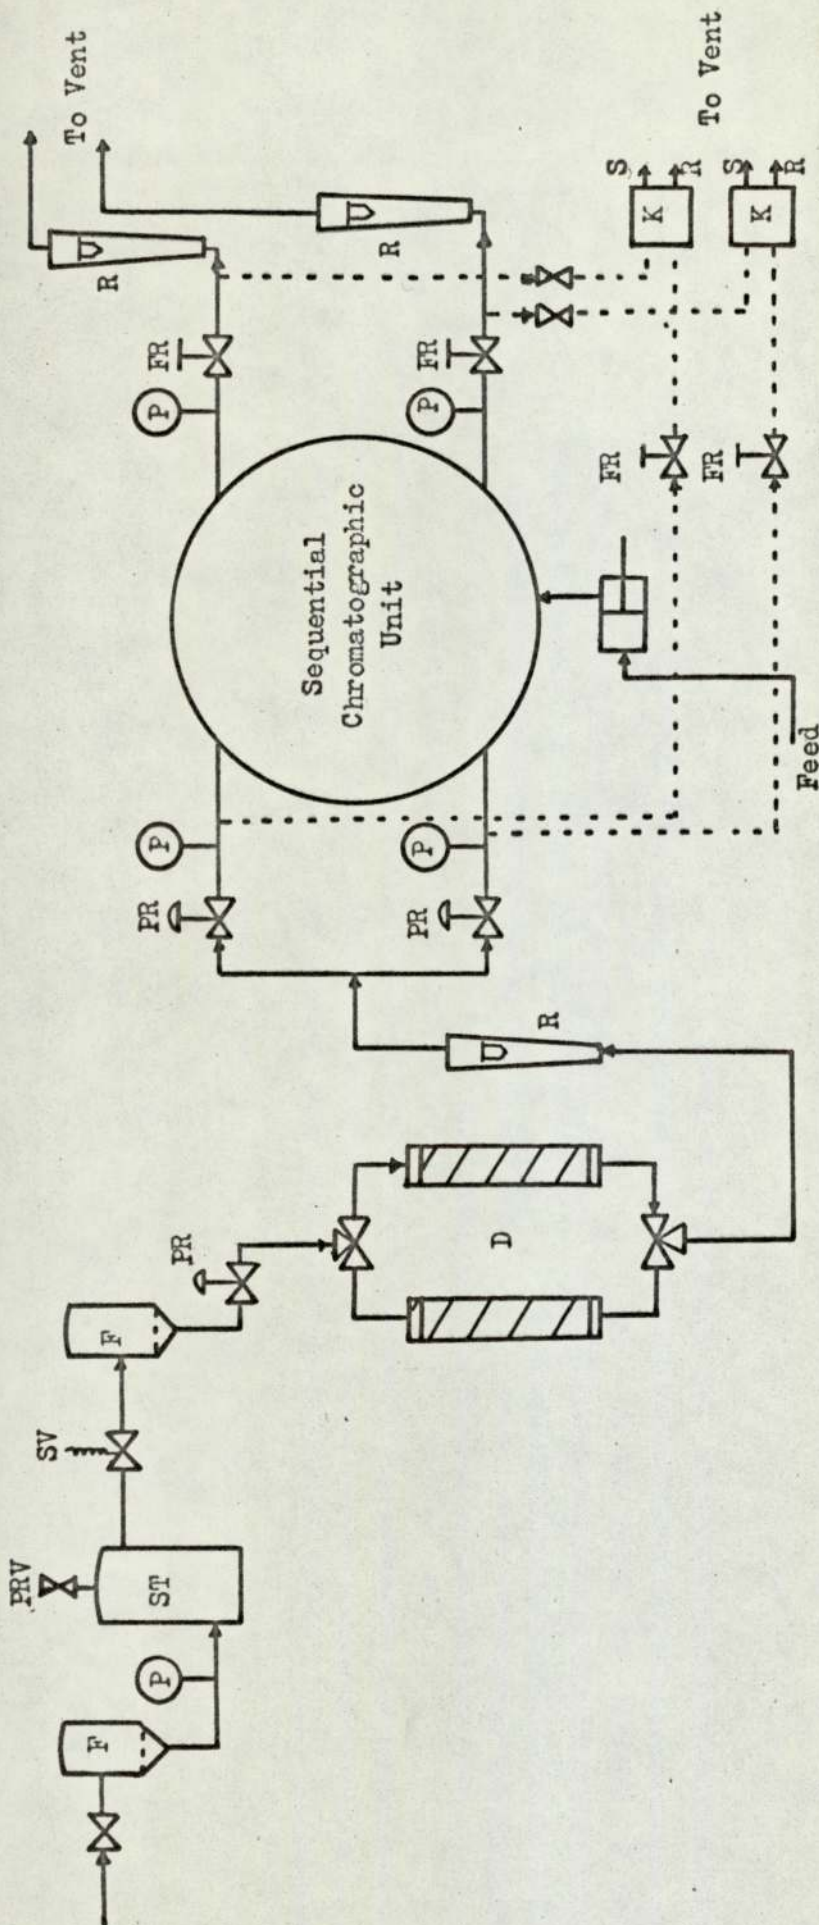 PRV
SV
To Vent
F
F
R
P
ST
PR
PR
P
P
FR
Sequential
Chromatographic
Unit
R
PR
P
P
FR
D
R
FR
S
K
R
FR
To Vent
S
K
R
Feed